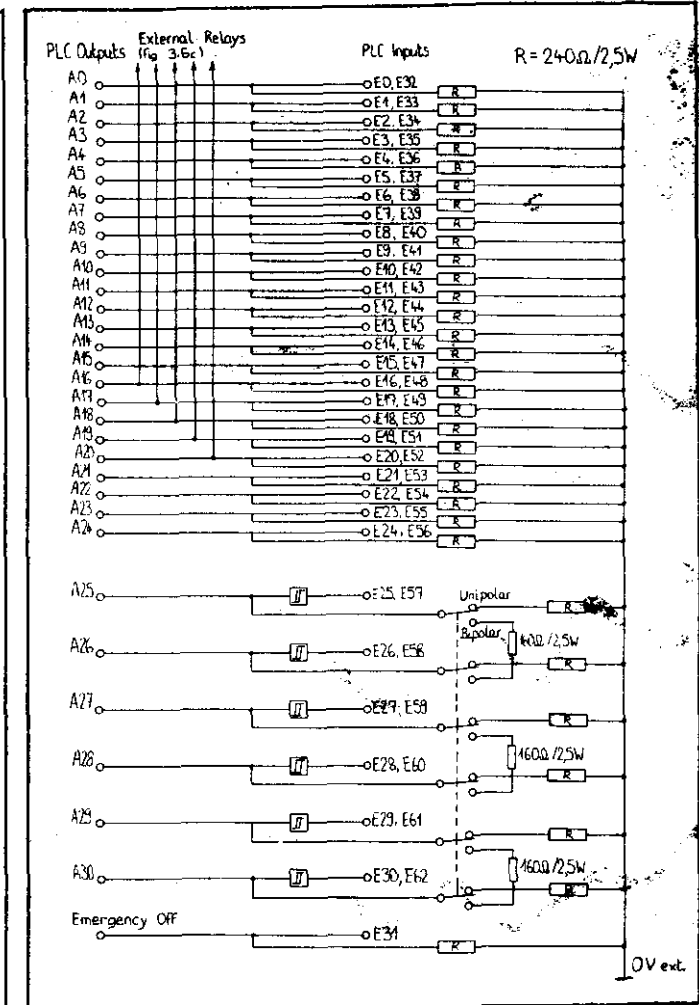 External Relays
PLC Outputs (fig 3.6c) PLC Inputs R=240Ω/2,5W
A0 E0, E32 R
A1 E1, E33 R
A2 E2, E34 R
A3 E3, E35 R
A4 E4, E36 R
A5 E5, E37 R
A6 E6, E38 R
A7 E7, E39 R
A8 E8, E40 R
A9 E9, E41 R
A10 E10, E42 R
A11 E11, E43 R
A12 E12, E44 R
A13 E13, E45 R
A14 E14, E46 R
A15 E15, E47 R
A16 E16, E48 R
A17 E17, E49 R
A18 E18, E50 R
A19 E19, E51 R
A20 E20, E52 R
A21 E21, E53 R
A22 E22, E54 R
A23 E23, E55 R
A24 E24, E56 R
A25 E25, E57 Unipolar R
Bipolar 160Ω/2,5W
A26 E26, E58 R
A27 E27, E59 R
A28 E28, E60 160Ω/2,5W R
A29 E29, E61 R
A30 E30, E62 160Ω/2,5W R
Emergency Off E31 R
0V ext.